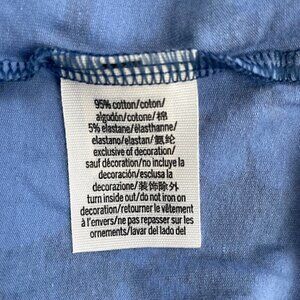 95% cotton/coton/
algodón/cotone/棉
5% elastane/élasthanne/
elastano/elastan/氨纶
exclusive of decoration/
sauf décoration/no incluye la
decoración/esclusa la
decorazione/装饰除外
turn inside out/do not iron on
decoration/retourner le vêtement
à l'envers/ne pas repasser sur les
ornements/lavar del lado del